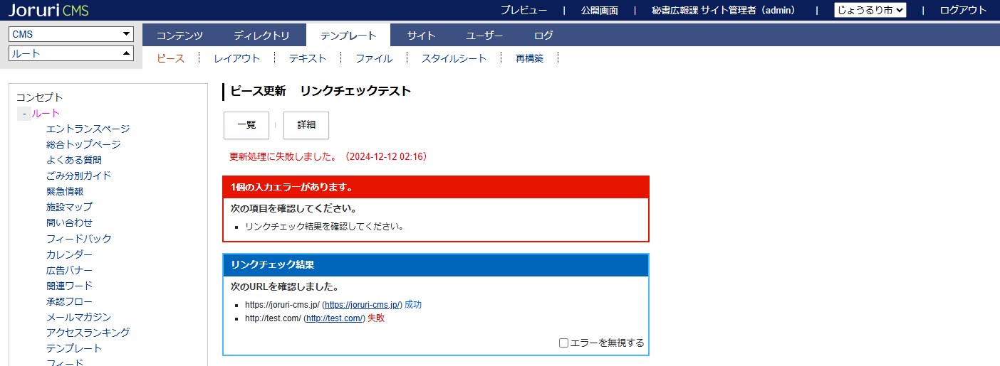 Joruri CMS
プレビュー | 公開画面 | 秘書広報課 サイト管理者（admin） | じょうるり市 | ログアウト
CMS
ルート
コンテンツ ディレクトリ テンプレート サイト ユーザー ログ
ピース レイアウト テキスト ファイル スタイルシート 再構築
コンセプト
-ルート
エントランスページ
総合トップページ
よくある質問
ごみ分別ガイド
緊急情報
施設マップ
問い合わせ
フィードバック
カレンダー
広告バナー
関連ワード
承認フロー
メールマガジン
アクセスランキング
テンプレート
フィード
ピース更新 リンクチェックテスト
一覧 詳細
更新処理に失敗しました。（2024-12-12 02:16）
1個の入力エラーがあります。
次の項目を確認してください。
リンクチェック結果を確認してください。
リンクチェック結果
次のURLを確認しました。
https://joruri-cms.jp/ (https://joruri-cms.jp/) 成功
http://test.com/ (http://test.com/) 失敗
エラーを無視する